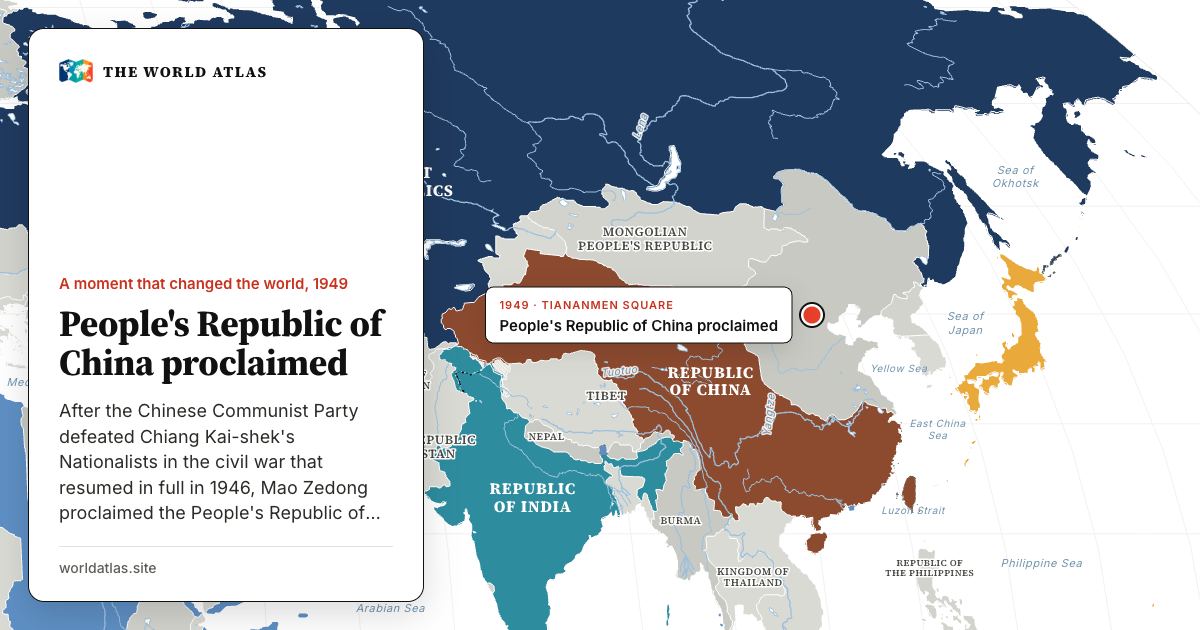 THE WORLD ATLAS
A moment that changed the world, 1949
People's Republic of
China proclaimed
After the Chinese Communist Party
defeated Chiang Kai-shek's
Nationalists in the civil war that
resumed in full in 1946, Mao Zedong
proclaimed the People's Republic of...
worldatlas.site
Lena
Sea of
Okhotsk
MONGOLIAN
PEOPLE'S REPUBLIC
1949 · TIANANMEN SQUARE
People's Republic of China proclaimed
Sea of
Japan
Yellow Sea
Tuotuo
REPUBLIC
OF CHINA
TIBET
Yangtze
East China
Sea
NEPAL
REPUBLIC
OF INDIA
Luzon Strait
BURMA
REPUBLIC OF
THE PHILIPPINES
Philippine Sea
KINGDOM OF
THAILAND
Arabian Sea